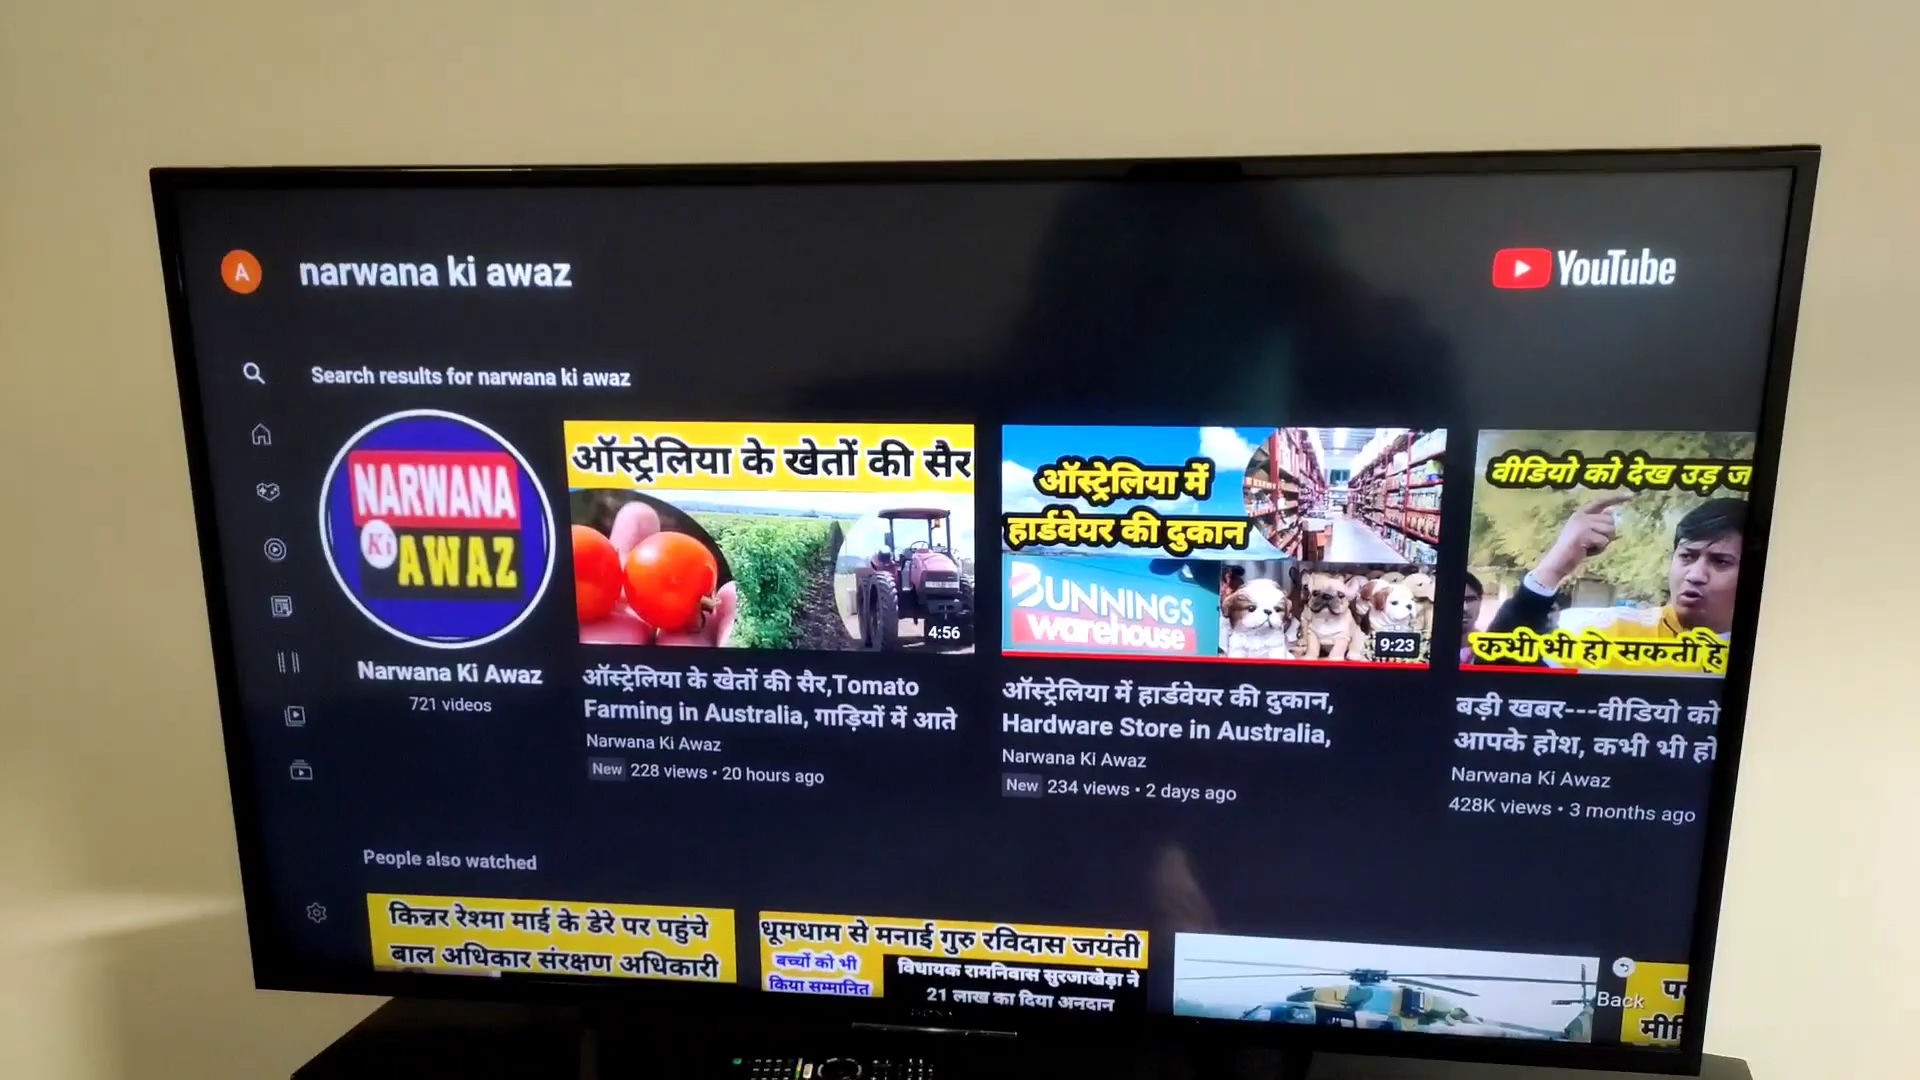 A
narwana ki awaz
YouTube
Search results for narwana ki awaz
NARWANA
Ki
AWAZ
Narwana Ki Awaz
721 videos
ऑस्ट्रेलिया के खेतों की सैर
4:56
ऑस्ट्रेलिया के खेतों की सैर,Tomato
Farming in Australia, गाड़ियों में आते
Narwana Ki Awaz
New 228 views • 20 hours ago
ऑस्ट्रेलिया में
हार्डवेयर की दुकान
BUNNINGS
warehouse
9:23
ऑस्ट्रेलिया में हार्डवेयर की दुकान,
Hardware Store in Australia,
Narwana Ki Awaz
New 234 views • 2 days ago
वीडियो को देख उड़ ज
कभी भी हो सकती है
बड़ी खबर---वीडियो को
आपके होश, कभी भी हो
Narwana Ki Awaz
428K views • 3 months ago
People also watched
किन्नर रेश्मा माई के डेरे पर पहुंचे
बाल अधिकार संरक्षण अधिकारी
धूमधाम से मनाई गुरु रविदास जयंती
बच्चों को भी
किया सम्मानित
विधायक रामनिवास सुरजाखेड़ा ने
21 लाख का दिया अनदान
Back
SONY